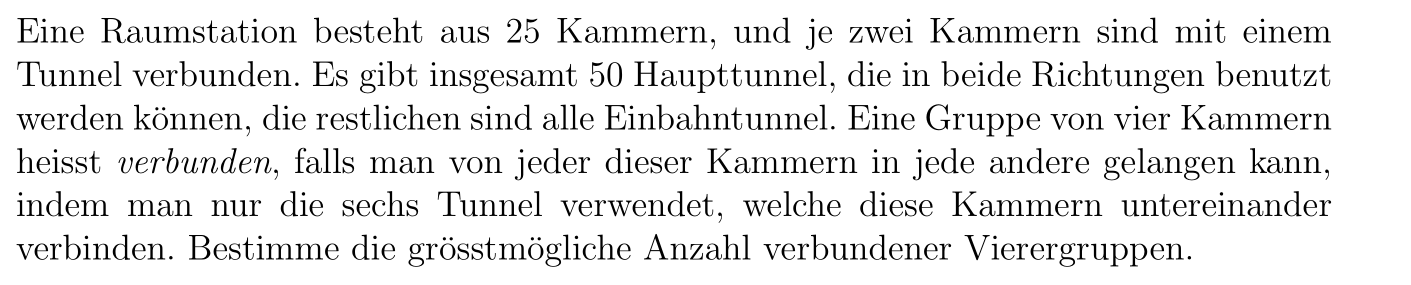 Eine Raumstation besteht aus 25 Kammern, und je zwei Kammern sind mit einem
Tunnel verbunden. Es gibt insgesamt 50 Haupttunnel, die in beide Richtungen benutzt
werden können, die restlichen sind alle Einbahntunnel. Eine Gruppe von vier Kammern
heisst verbunden, falls man von jeder dieser Kammern in jede andere gelangen kann,
indem man nur die sechs Tunnel verwendet, welche diese Kammern untereinander
verbinden. Bestimme die grösstmögliche Anzahl verbundener Vierergruppen.